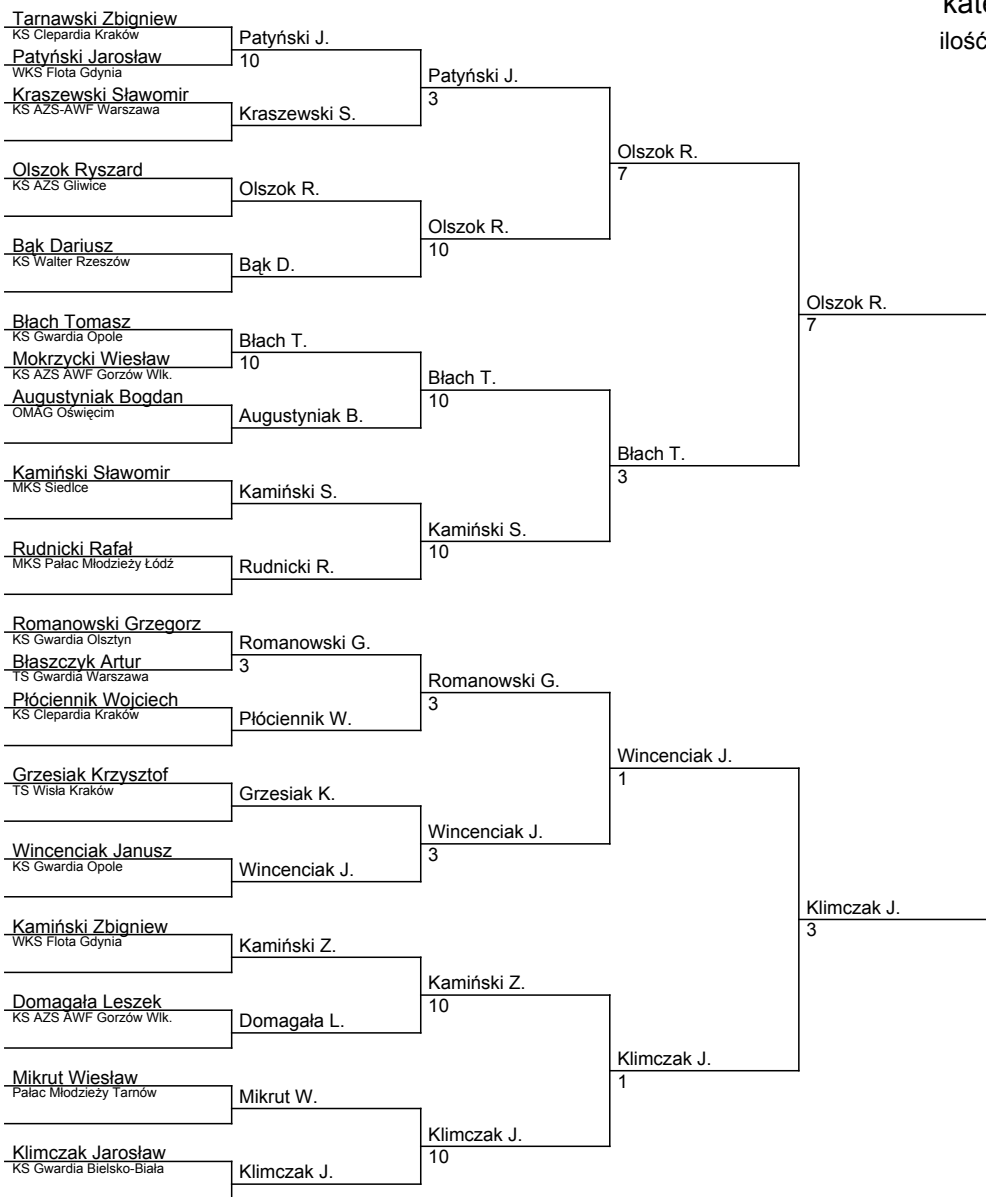 kate
ilość
Tarnawski Zbigniew
KS Clepardia Kraków
Patyński J.
10
Patyński Jarosław
WKS Flota Gdynia
Patyński J.
3
Kraszewski Sławomir
KS AZS-AWF Warszawa
Kraszewski S.
Olszok R.
7
Olszok Ryszard
KS AZS Gliwice
Olszok R.
Olszok R.
10
Bąk Dariusz
KS Walter Rzeszów
Bąk D.
Olszok R.
7
Błach Tomasz
KS Gwardia Opole
Błach T.
10
Mokrzycki Wiesław
KS AZS AWF Gorzów Wlk.
Błach T.
10
Augustyniak Bogdan
OMAG Oświęcim
Augustyniak B.
Błach T.
3
Kamiński Sławomir
MKS Siedlce
Kamiński S.
Kamiński S.
10
Rudnicki Rafał
MKS Pałac Młodzieży Łódź
Rudnicki R.
Romanowski Grzegorz
KS Gwardia Olsztyn
Romanowski G.
3
Błaszczyk Artur
TS Gwardia Warszawa
Romanowski G.
3
Płóciennik Wojciech
KS Clepardia Kraków
Płóciennik W.
Wincenciak J.
1
Grzesiak Krzysztof
TS Wisła Kraków
Grzesiak K.
Wincenciak J.
3
Wincenciak Janusz
KS Gwardia Opole
Wincenciak J.
Klimczak J.
3
Kamiński Zbigniew
WKS Flota Gdynia
Kamiński Z.
Kamiński Z.
10
Domagała Leszek
KS AZS AWF Gorzów Wlk.
Domagała L.
Klimczak J.
1
Mikrut Wiesław
Pałac Młodzieży Tarnów
Mikrut W.
Klimczak J.
10
Klimczak Jarosław
KS Gwardia Bielsko-Biała
Klimczak J.